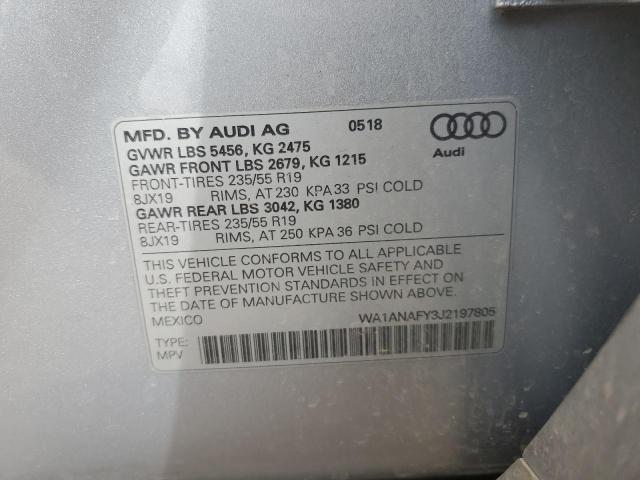 MFD. BY AUDI AG 0518
GVWR LBS 5456, KG 2475
GAWR FRONT LBS 2679, KG 1215
FRONT-TIRES 235/55 R19
8JX19 RIMS, AT 230 KPA 33 PSI COLD
GAWR REAR LBS 3042, KG 1380
REAR-TIRES 235/55 R19
8JX19 RIMS, AT 250 KPA 36 PSI COLD
Audi
THIS VEHICLE CONFORMS TO ALL APPLICABLE
U.S. FEDERAL MOTOR VEHICLE SAFETY AND
THEFT PREVENTION STANDARDS IN EFFECT ON
THE DATE OF MANUFACTURE SHOWN ABOVE.
MEXICO WA1ANAFY3J2197805
TYPE:
MPV